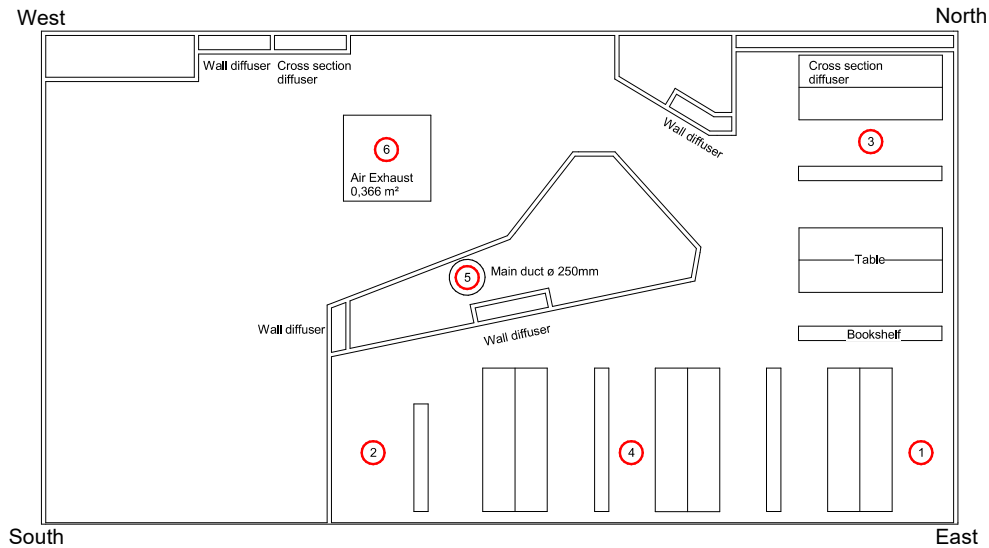 West
North
Wall diffuser
Cross section
diffuser
Cross section
diffuser
Wall diffuser
3
6
Air Exhaust
0,366 m²
5
Main duct ø 250mm
Table
Wall diffuser
Wall diffuser
Bookshelf
2
4
1
South
East